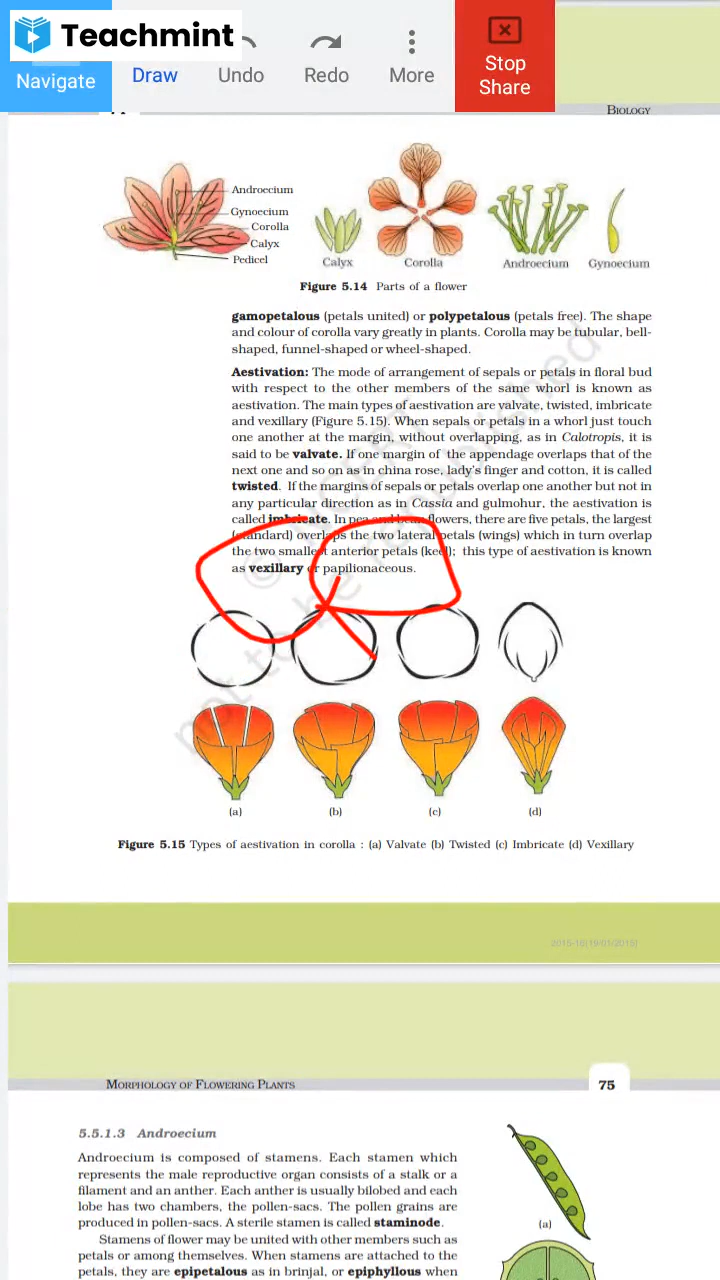 Teachmint
Navigate
Draw
Undo
Redo
More
Stop
Share
BIOLOGY
Androecium
Gynoecium
Corolla
Calyx
Pedicel
Calyx
Corolla
Androecium
Gynoecium
Figure 5.14 Parts of a flower
gamopetalous (petals united) or polypetalous (petals free). The shape
and colour of corolla vary greatly in plants. Corolla may be tubular, bell-
shaped, funnel-shaped or wheel-shaped.
Aestivation: The mode of arrangement of sepals or petals in floral bud
with respect to the other members of the same whorl is known as
aestivation. The main types of aestivation are valvate, twisted, imbricate
and vexillary (Figure 5.15). When sepals or petals in a whorl just touch
one another at the margin, without overlapping, as in Calotropis, it is
said to be valvate. If one margin of the appendage overlaps that of the
next one and so on as in china rose, lady's finger and cotton, it is called
twisted. If the margins of sepals or petals overlap one another but not in
any particular direction as in Cassia and gulmohur, the aestivation is
called imbricate. In pea and bean flowers, there are five petals, the largest
(standard) overlaps the two lateral petals (wings) which in turn overlap
the two smallest anterior petals (keel); this type of aestivation is known
as vexillary or papilionaceous.
© NCERT
not to be republished
(a)
(b)
(c)
(d)
Figure 5.15 Types of aestivation in corolla : (a) Valvate (b) Twisted (c) Imbricate (d) Vexillary
MORPHOLOGY OF FLOWERING PLANTS
75
5.5.1.3 Androecium
Androecium is composed of stamens. Each stamen which
represents the male reproductive organ consists of a stalk or a
filament and an anther. Each anther is usually bilobed and each
lobe has two chambers, the pollen-sacs. The pollen grains are
produced in pollen-sacs. A sterile stamen is called staminode.
Stamens of flower may be united with other members such as
petals or among themselves. When stamens are attached to the
petals, they are epipetalous as in brinjal, or epiphyllous when
(a)